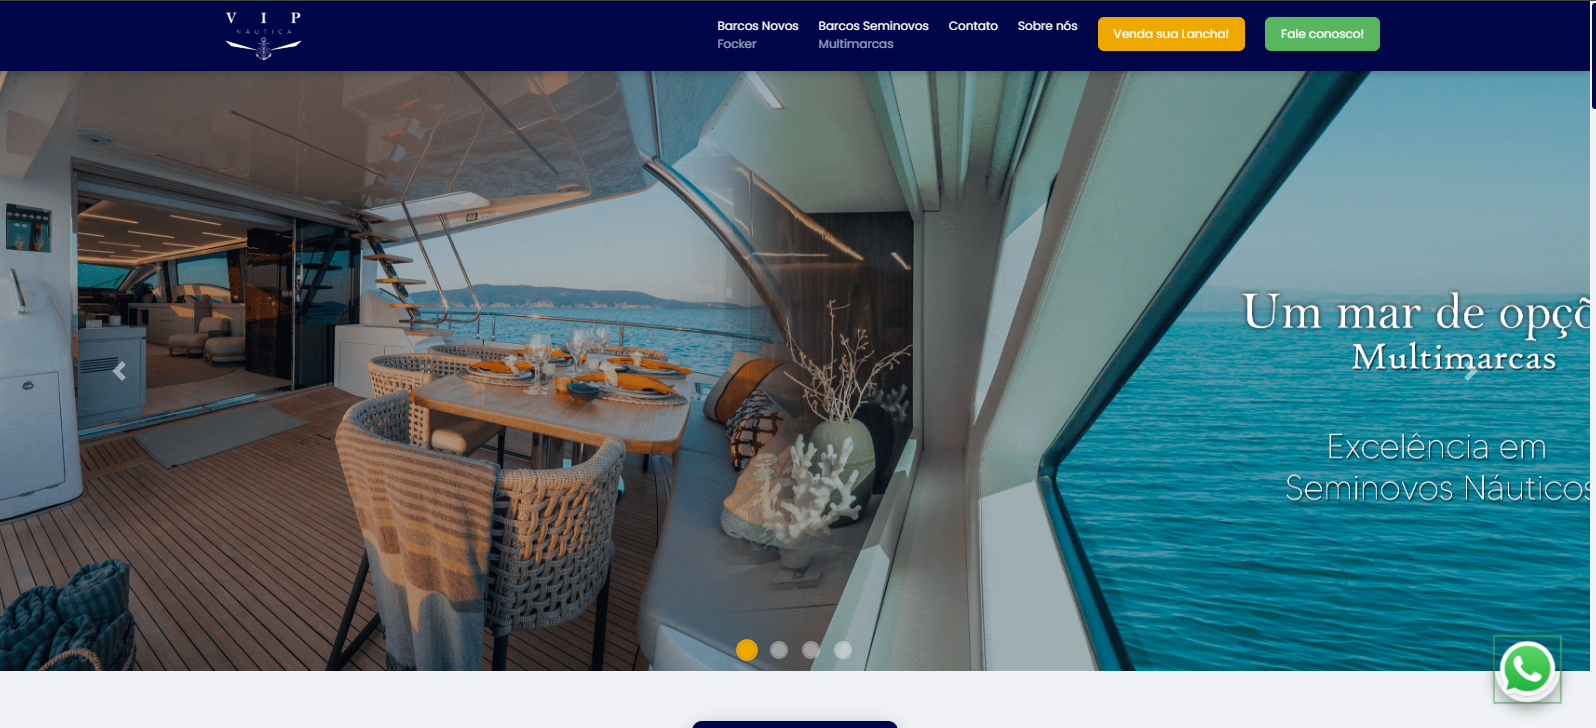 V I P
NÁUTICA
Barcos Novos
Focker
Barcos Seminovos
Multimarcas
Contato
Sobre nós
Venda sua Lancha!
Fale conosco!
Um mar de opçõ
Multimarcas
Excelência em
Seminovos Náuticos